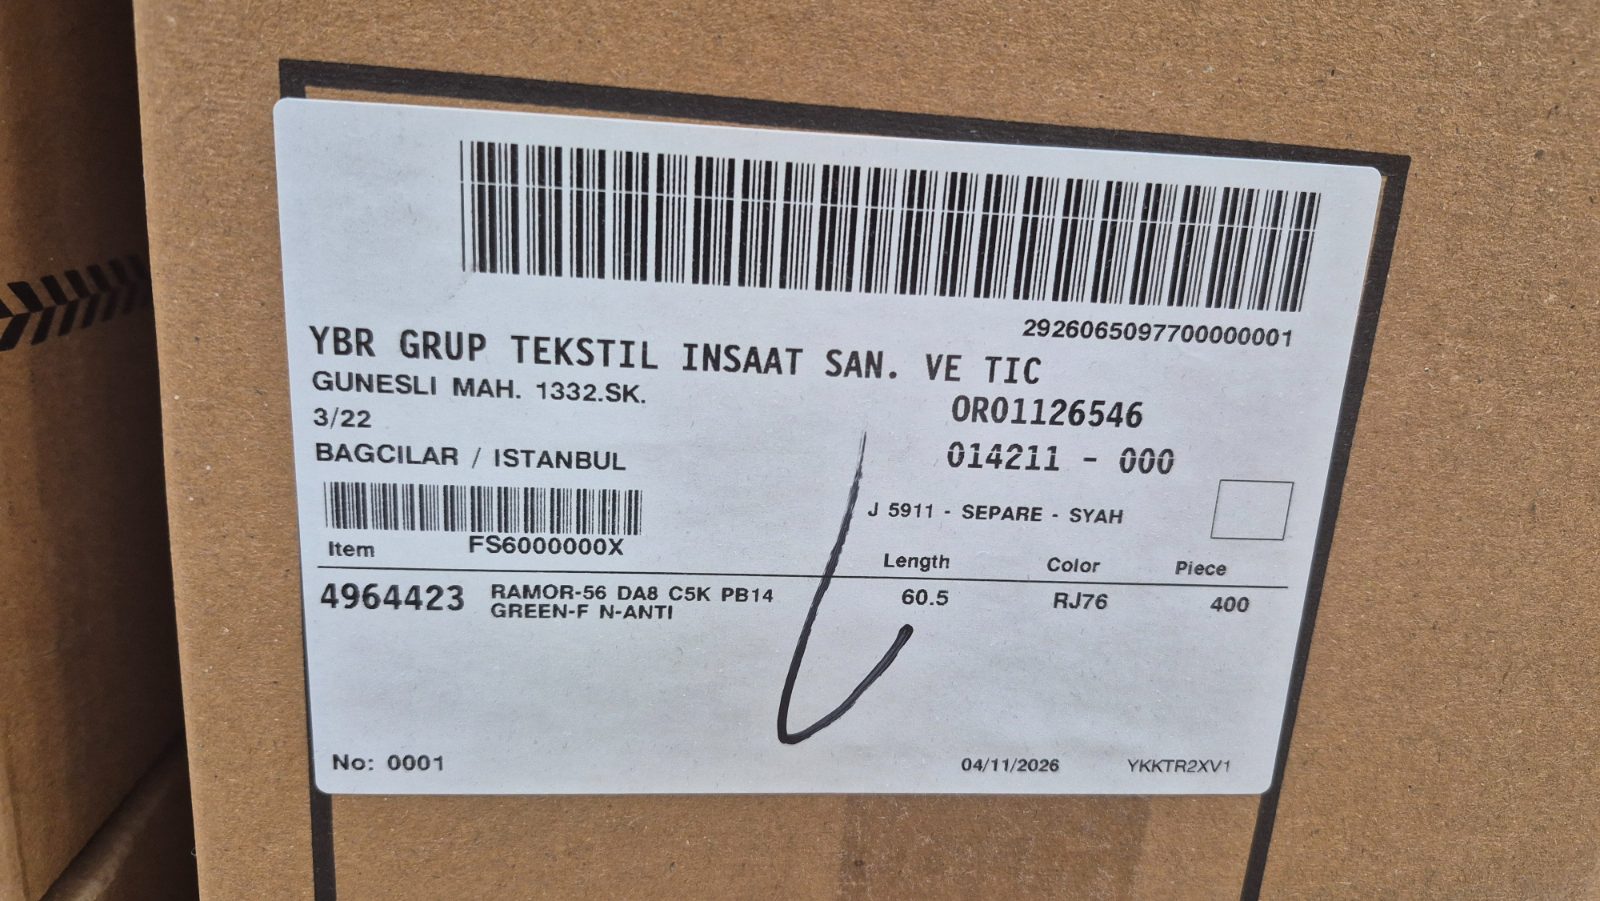 2926065097700000001
YBR GRUP TEKSTIL INSAAT SAN. VE TIC
GUNESLI MAH. 1332.SK.
3/22
BAGCILAR / ISTANBUL
OR01126546
014211 - 000
J 5911 - SEPARE - SYAH
FS6000000X
Item Length Color Piece
4964423 RAMOR-56 DA8 C5K PB14 60.5 RJ76 400
GREEN-F N-ANTI
No: 0001 04/11/2026 YKKTR2XV1